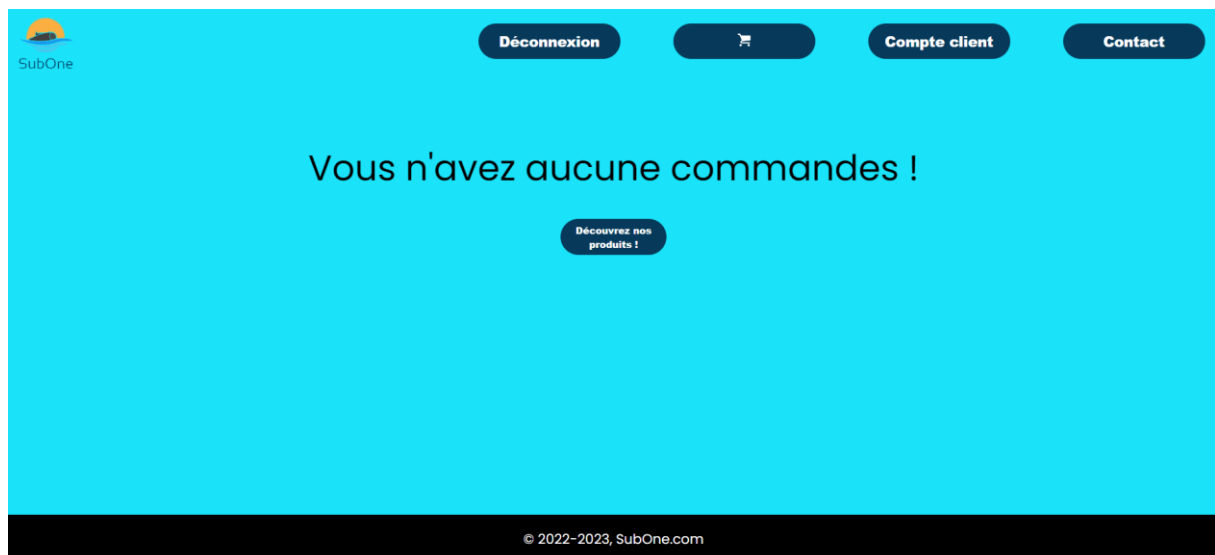 SubOne
Déconnexion
Compte client
Contact
Vous n'avez aucune commandes !
Découvrez nos
produits !
© 2022-2023, SubOne.com